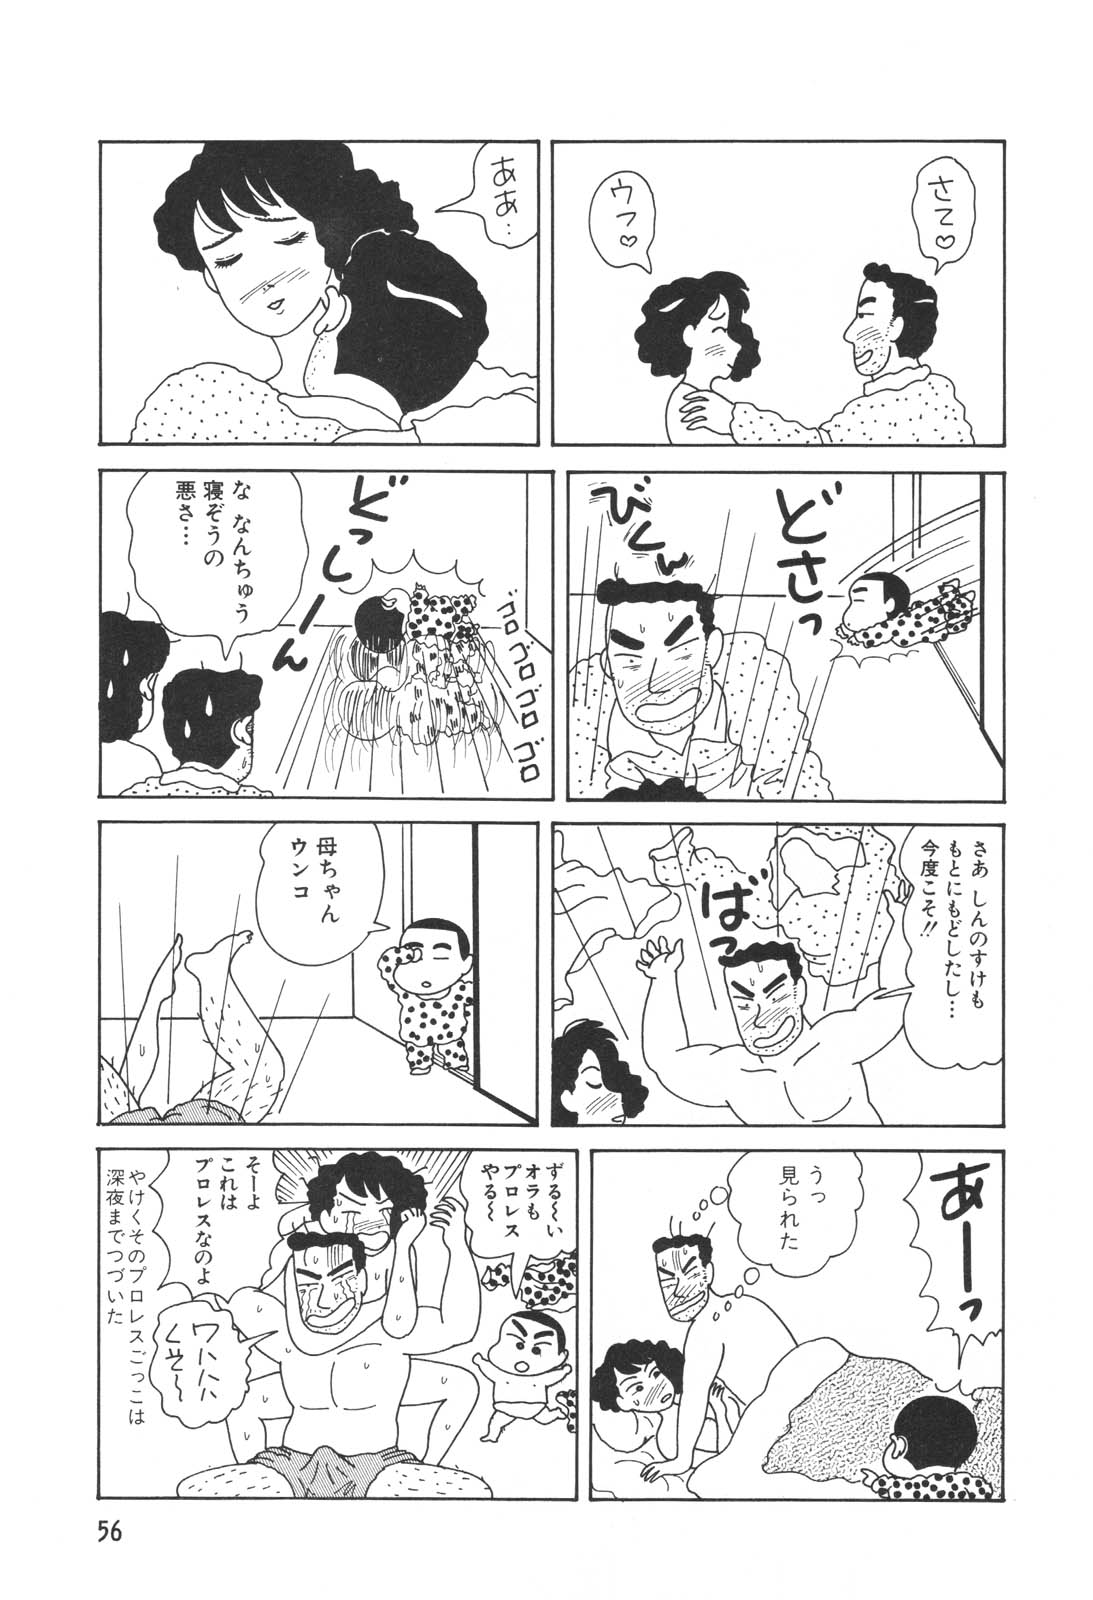 さて♡
ウフ♡
ああ‥
どさっ
びくん
な なんちゅう
寝ぞうの
悪さ…
どっしーん
ゴロゴロゴロゴロ
さあ しんのすけも
もとにもどしたし…
今度こそ!!
ばっ
母ちゃん
ウンコ
あーっ
うっ
見られた
ずる〜い
オラも
プロレス
やる〜
そーよ
これは
プロレスなのよ
ワハハハ
くそ〜
やけくそのプロレスごっこは
深夜までつづいた
56